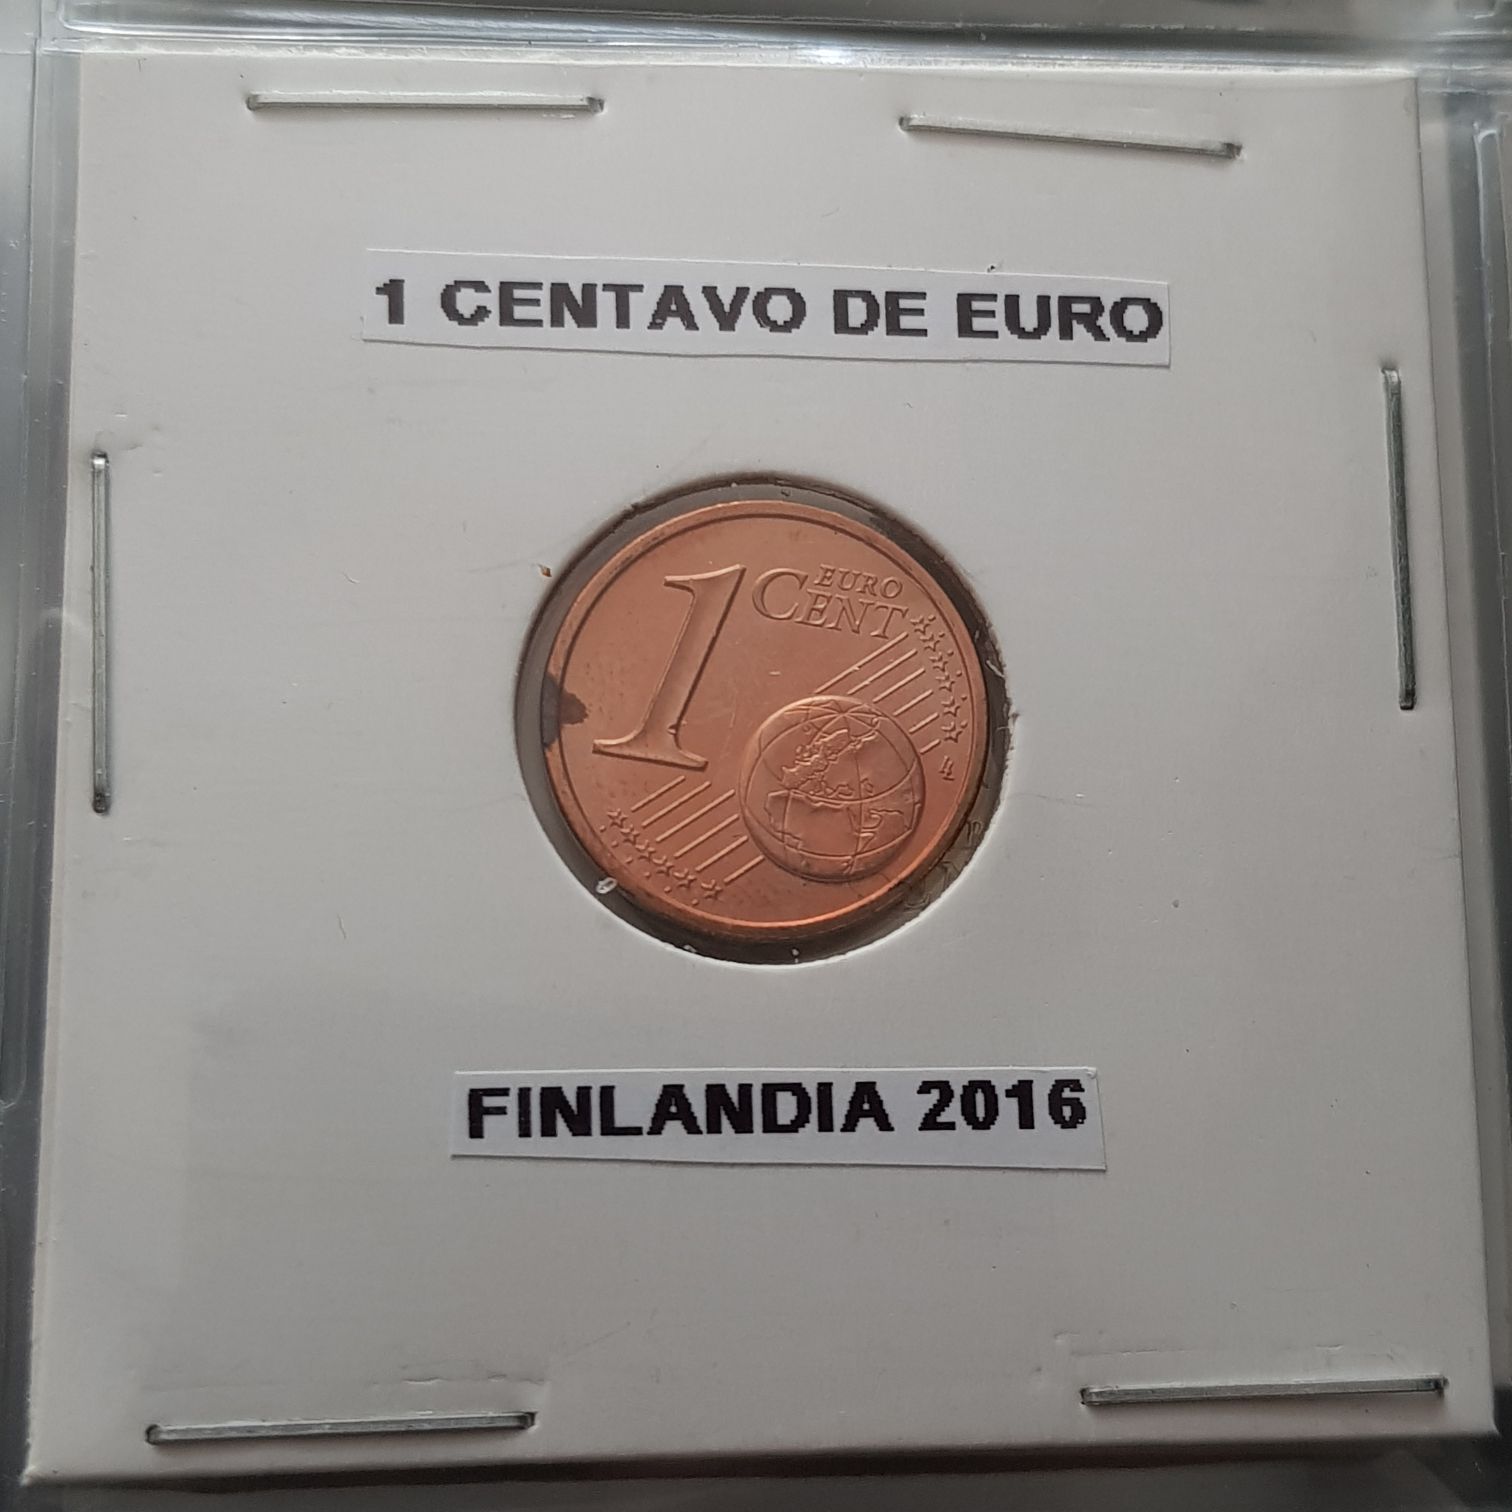 1 CENTAVO DE EURO
1 EURO
CENT
FINLANDIA 2016